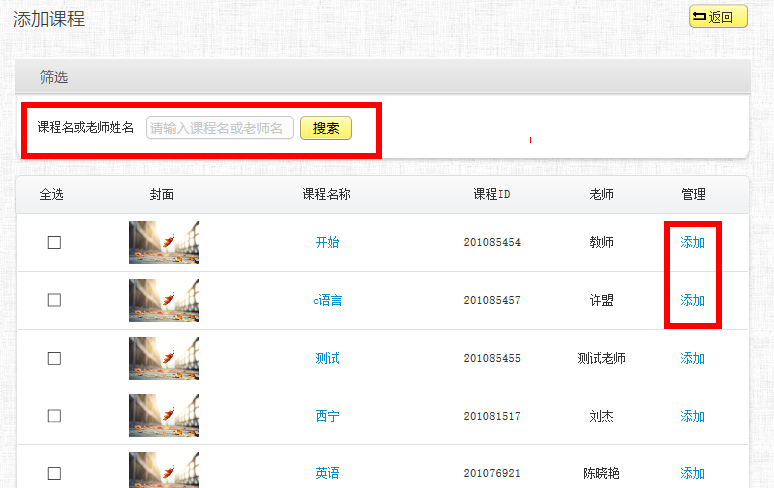 添加课程 返回
筛选
课程名或老师姓名 请输入课程名或老师名 搜索
全选 封面 课程名称 课程ID 老师 管理
开始 201085454 教师 添加
c语言 201085457 许盟 添加
测试 201085455 测试老师 添加
西宁 201081517 刘杰 添加
英语 201076921 陈晓艳 添加